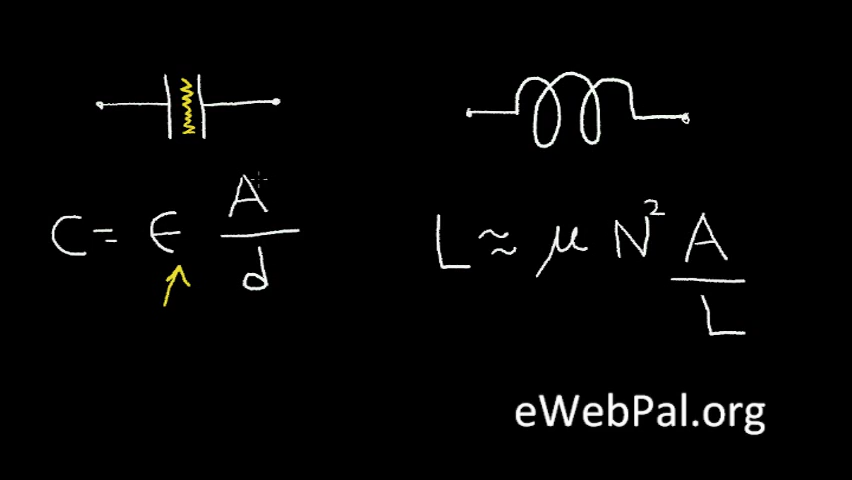 C = ϵ A/d
L ≈ μ N² A/L
eWebPal.org